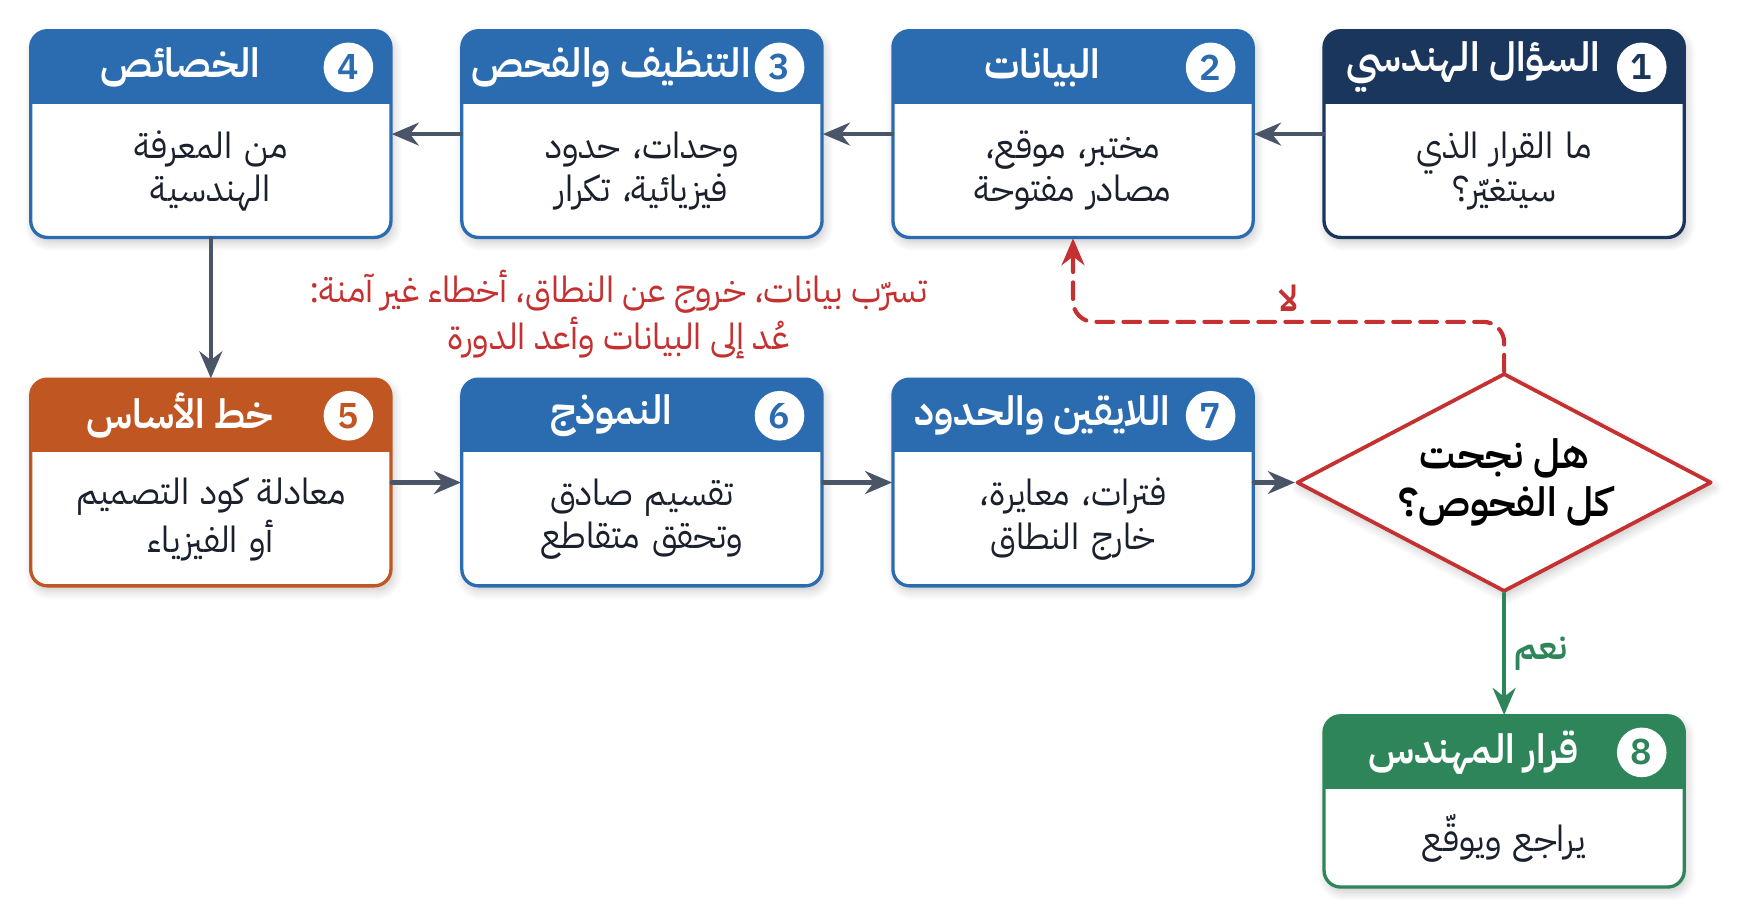 1 السؤال الهندسي
ما القرار الذي
سيتغيّر؟
2 البيانات
مختبر، موقع،
مصادر مفتوحة
3 التنظيف والفحص
وحدات، حدود
فيزيائية، تكرار
4 الخصائص
من المعرفة
الهندسية
تسرّب بيانات، خروج عن النطاق، أخطاء غير آمنة:
عُد إلى البيانات وأعد الدورة
لا
5 خط الأساس
معادلة كود التصميم
أو الفيزياء
6 النموذج
تقسيم صادق
وتحقق متقاطع
7 اللايقين والحدود
فترات، معايرة،
خارج النطاق
هل نجحت
كل الفحوص؟
نعم
8 قرار المهندس
يراجع ويوقّع